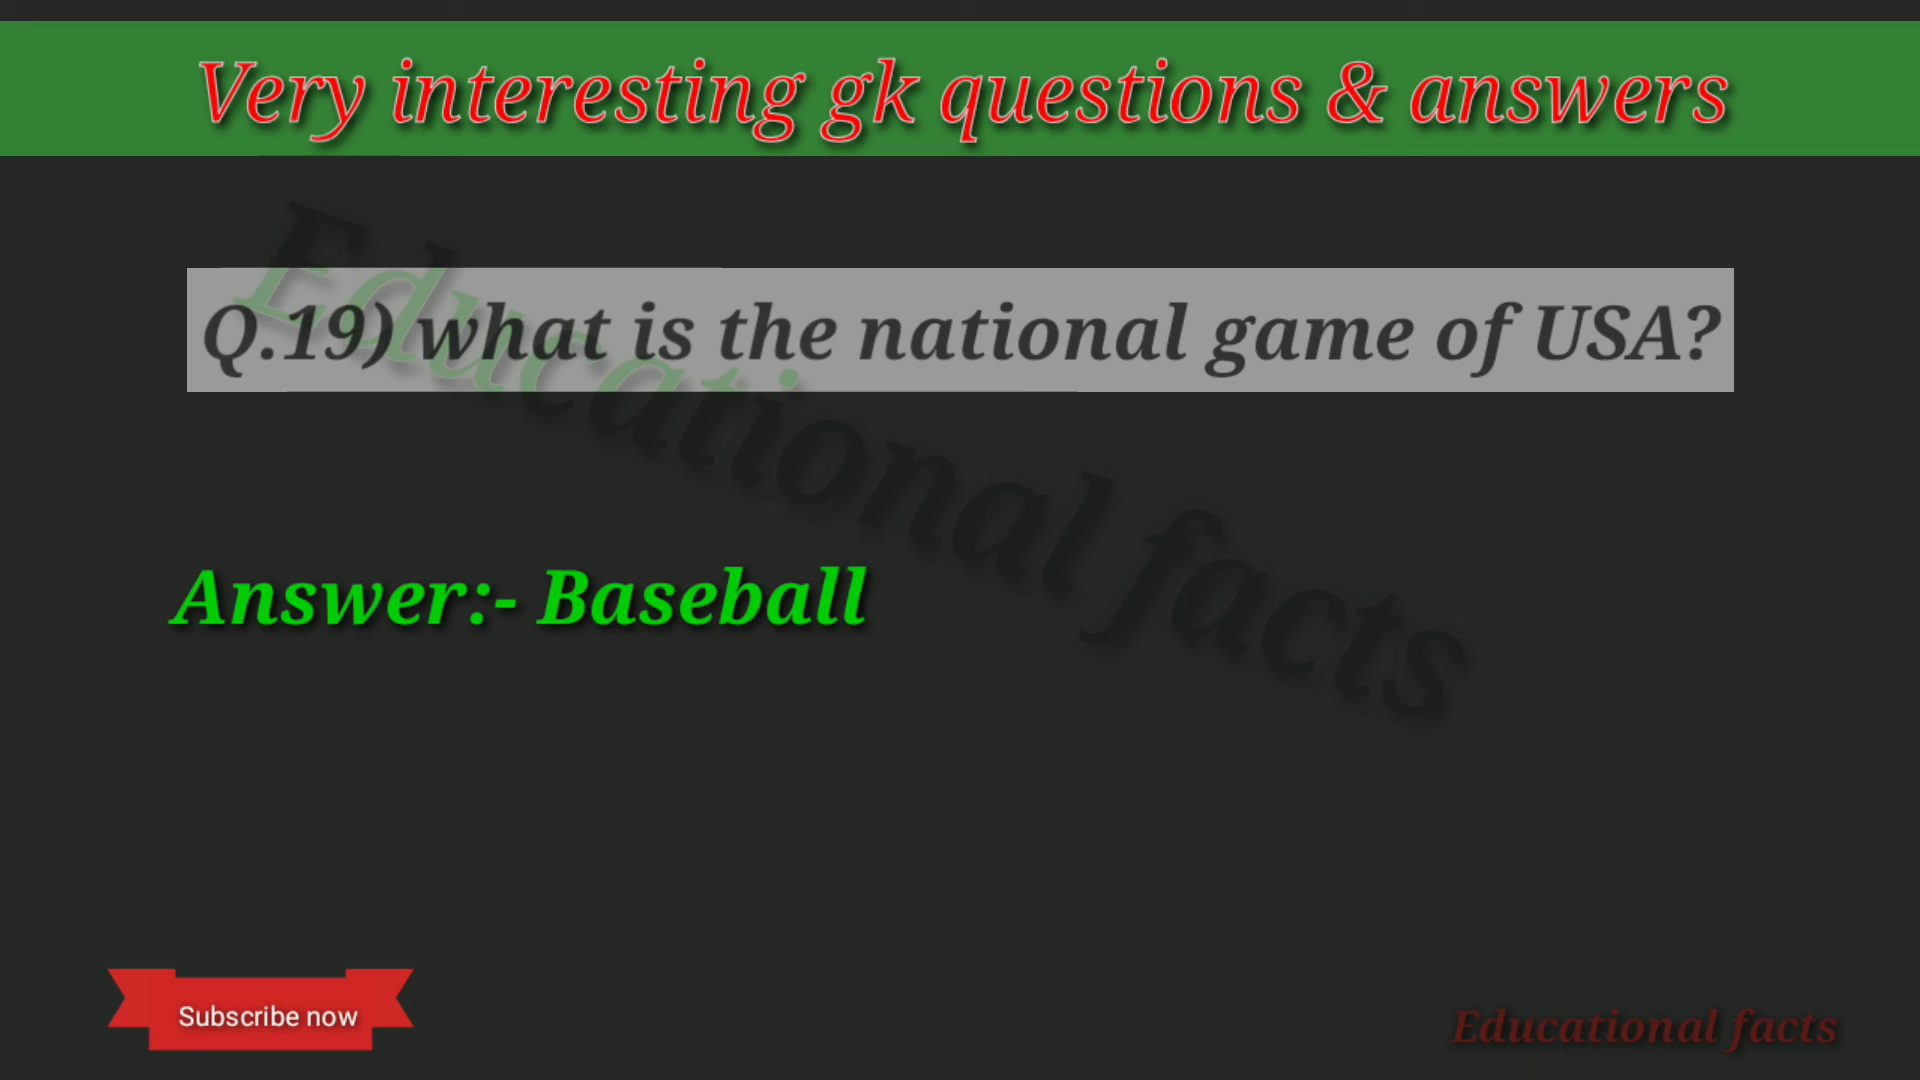 Very interesting gk questions & answers
Educational facts
Q.19) what is the national game of USA?
Answer:- Baseball
Subscribe now
Educational facts